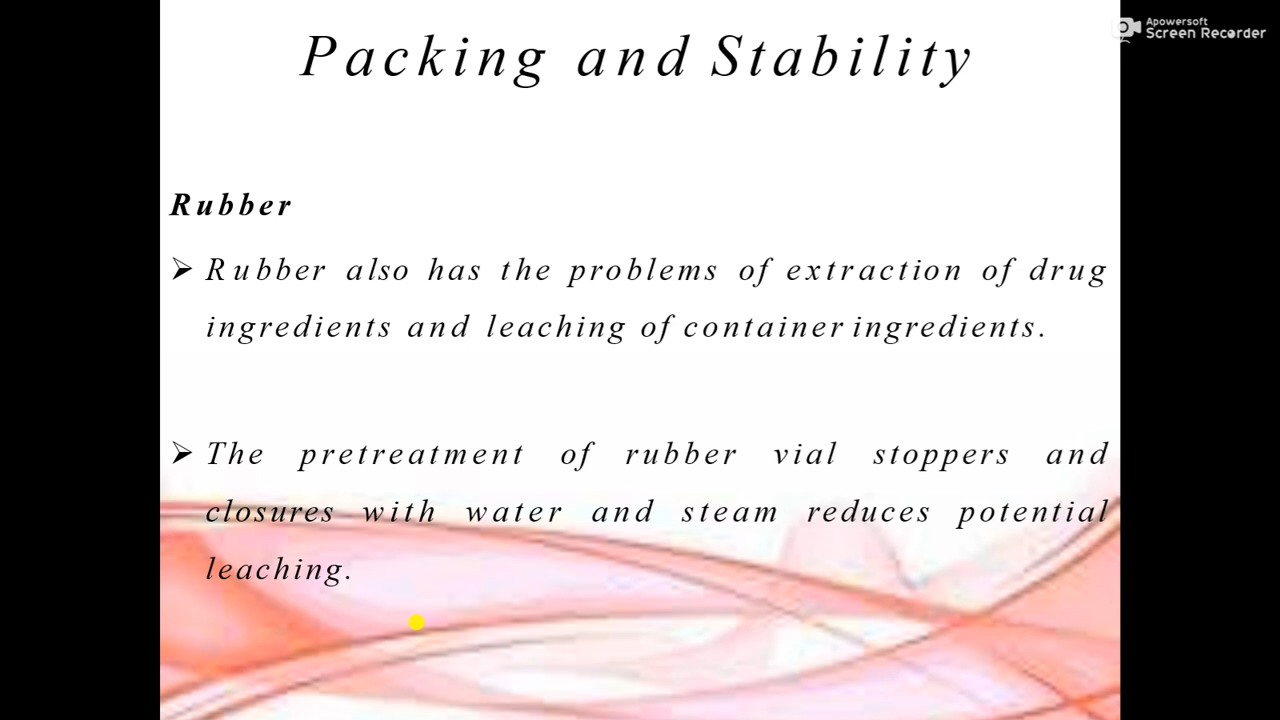 Packing and Stability
Apowersoft
Screen Recorder
Rubber
➢ Rubber also has the problems of extraction of drug
ingredients and leaching of container ingredients.
➢ The pretreatment of rubber vial stoppers and
closures with water and steam reduces potential
leaching.